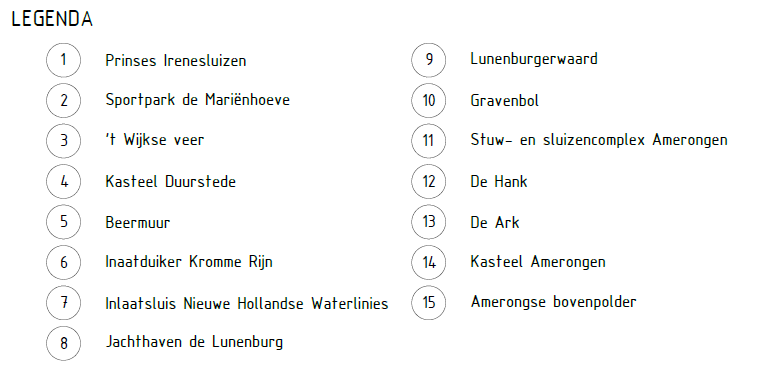 LEGENDA
1 Prinses Irenesluizen
2 Sportpark de Mariënhoeve
3 't Wijkse veer
4 Kasteel Duurstede
5 Beermuur
6 Inaatduiker Kromme Rijn
7 Inlaatsluis Nieuwe Hollandse Waterlinies
8 Jachthaven de Lunenburg
9 Lunenburgerwaard
10 Gravenbol
11 Stuw- en sluizencomplex Amerongen
12 De Hank
13 De Ark
14 Kasteel Amerongen
15 Amerongse bovenpolder